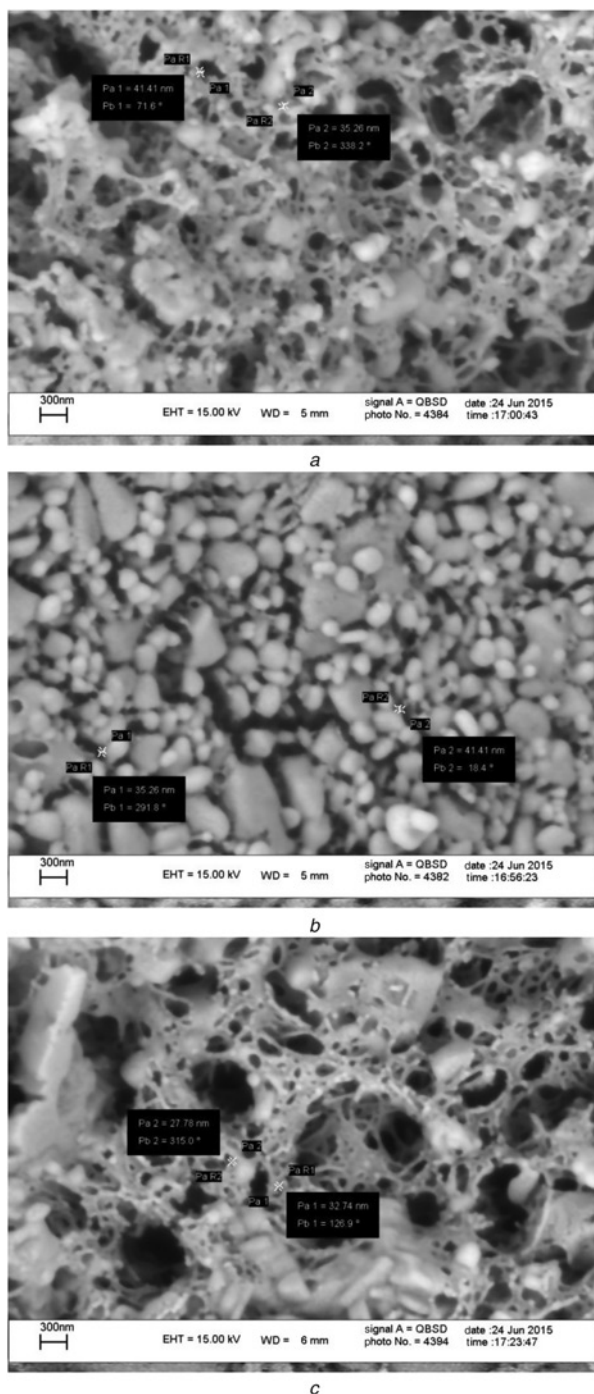 Pa R1
Pa 1 = 41.41 nm
Pb 1 = 71.6 °
Pa 1
Pa 2
Pa R2
Pa 2 = 35.26 nm
Pb 2 = 338.2 °
300nm
EHT = 15.00 kV WD = 5 mm
signal A = QBSD date :24 Jun 2015
photo No. = 4384 time :17:00:43
a
Pa R2
Pa 2
Pa 1
Pa R1
Pa 2 = 41.41 nm
Pb 2 = 18.4 °
Pa 1 = 35.26 nm
Pb 1 = 291.8 °
300nm
EHT = 15.00 kV WD = 5 mm
signal A = QBSD date :24 Jun 2015
photo No. = 4382 time :16:56:23
b
Pa 2 = 27.78 nm
Pb 2 = 315.0 °
Pa 2
Pa R2
Pa R1
Pa 1
Pa 1 = 32.74 nm
Pb 1 = 126.9 °
300nm
EHT = 15.00 kV WD = 6 mm
signal A = QBSD date :24 Jun 2015
photo No. = 4394 time :17:23:47
c